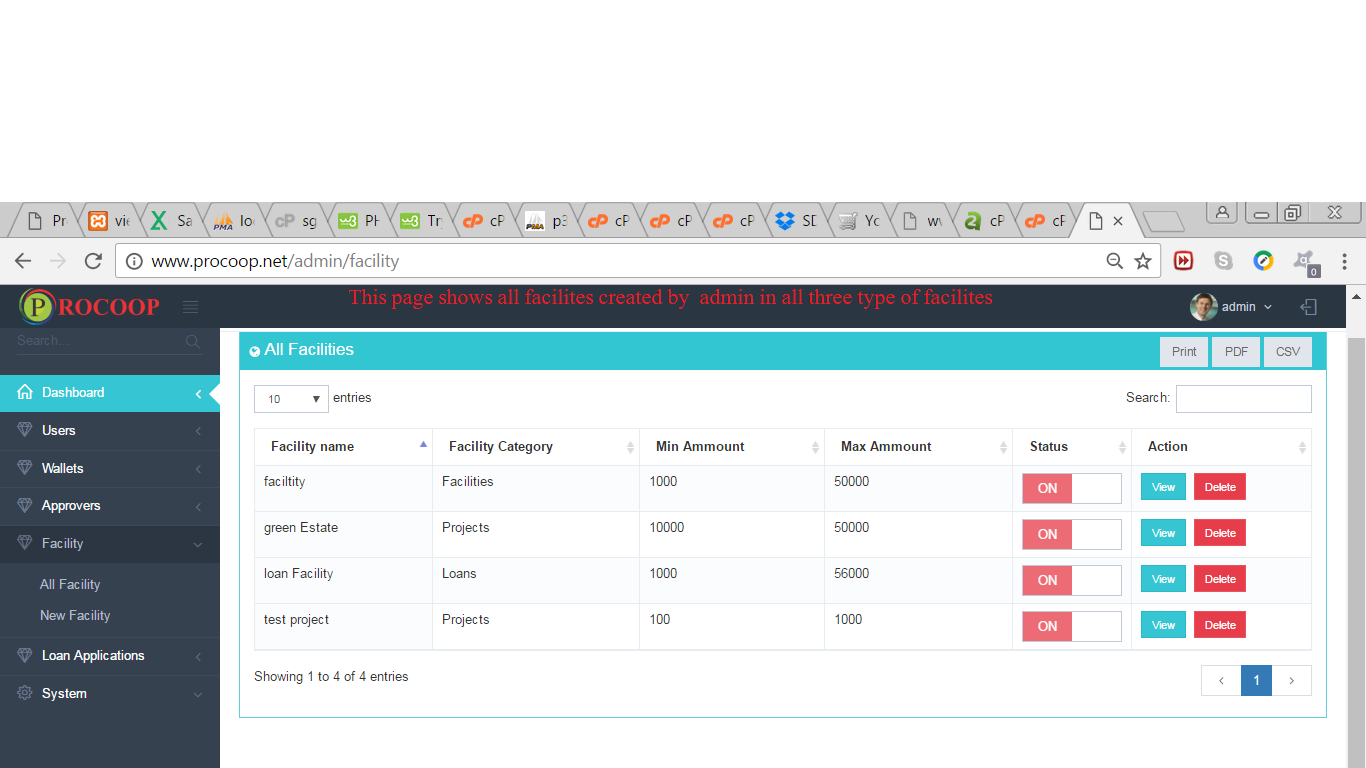 Pr vie Sa lo sg PH Tr cP p3 cP cP cP SD Yc w cP cP
www.procoop.net/admin/facility
0
PROCOOP
This page shows all facilites created by admin in all three type of facilites
admin
Search...
All Facilities
Print PDF CSV
Dashboard
10 entries
Search:
Users
Facility name Facility Category Min Ammount Max Ammount Status Action
Wallets
faciltity Facilities 1000 50000 ON View Delete
Approvers
green Estate Projects 10000 50000 ON View Delete
Facility
loan Facility Loans 1000 56000 ON View Delete
All Facility
New Facility
test project Projects 100 1000 ON View Delete
Loan Applications
Showing 1 to 4 of 4 entries
1
System